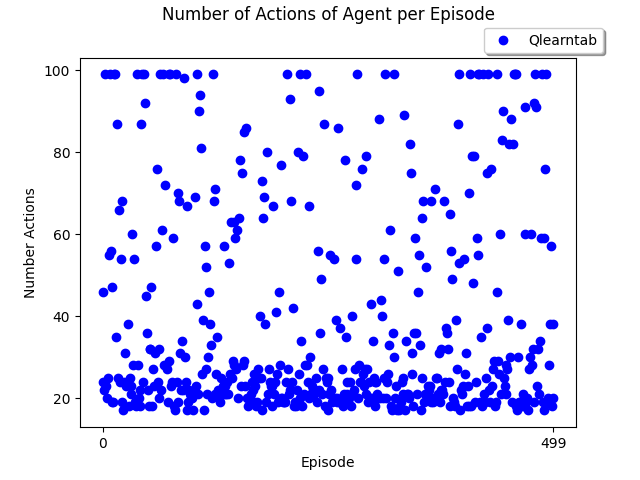 Number of Actions of Agent per Episode
Qlearntab
100
80
60
40
20
Number Actions
0
499
Episode